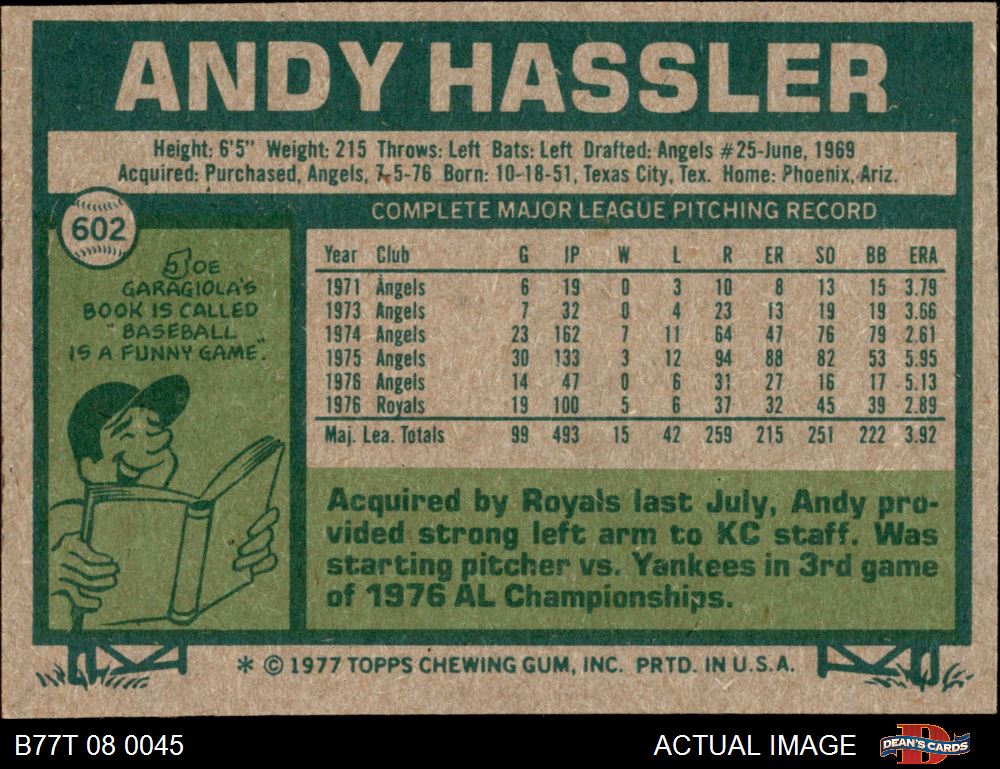 ANDY HASSLER
Height: 6'5" Weight: 215 Throws: Left Bats: Left Drafted: Angels #25-June, 1969
Acquired: Purchased, Angels, 7-5-76 Born: 10-18-51, Texas City, Tex. Home: Phoenix, Ariz.
602
COMPLETE MAJOR LEAGUE PITCHING RECORD
JOE
GARAGIOLA'S
BOOK IS CALLED
"BASEBALL
IS A FUNNY GAME".
Year Club G IP W L R ER SO BB ERA
1971 Angels 6 19 0 3 10 8 13 15 3.79
1973 Angels 7 32 0 4 23 13 19 19 3.66
1974 Angels 23 162 7 11 64 47 76 79 2.61
1975 Angels 30 133 3 12 94 88 82 53 5.95
1976 Angels 14 47 0 6 31 27 16 17 5.13
1976 Royals 19 100 5 6 37 32 45 39 2.89
Maj. Lea. Totals 99 493 15 42 259 215 251 222 3.92
Acquired by Royals last July, Andy pro-
vided strong left arm to KC staff. Was
starting pitcher vs. Yankees in 3rd game
of 1976 AL Championships.
* © 1977 TOPPS CHEWING GUM, INC. PRTD. IN U.S.A.
B77T 08 0045
ACTUAL IMAGE
D
DEAN'S CARDS